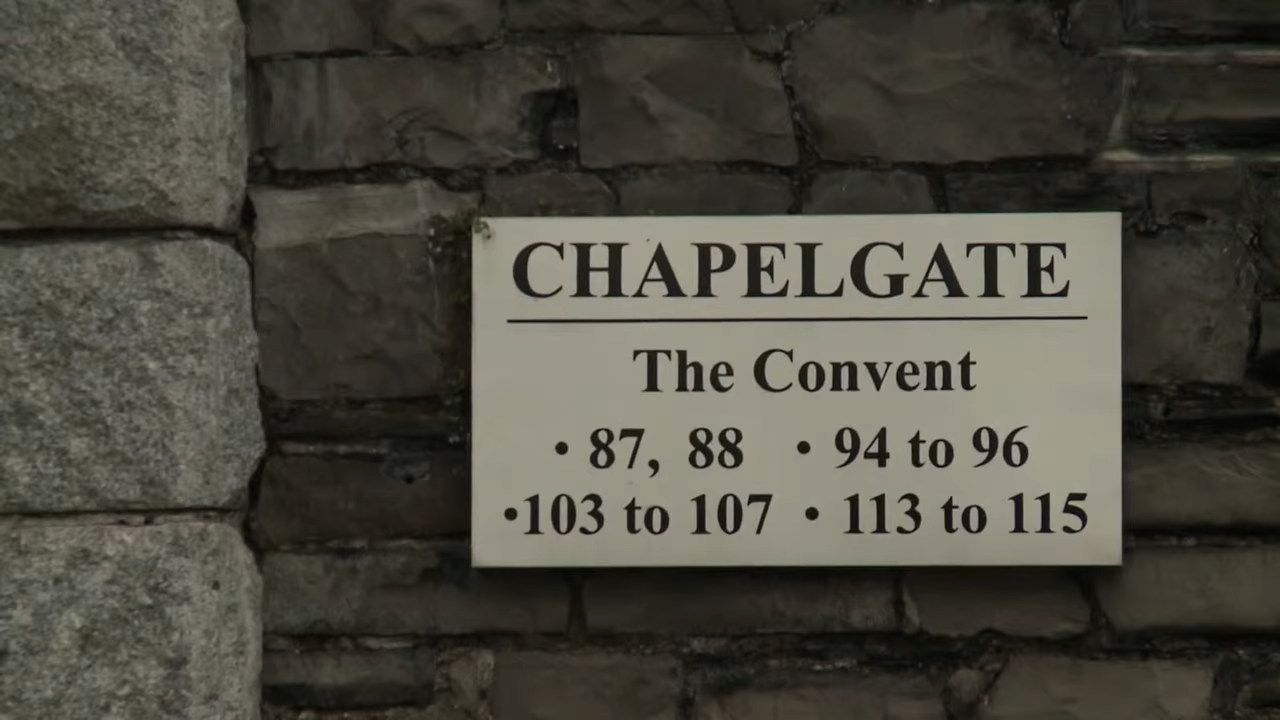 CHAPELGATE
The Convent
• 87, 88 • 94 to 96
•103 to 107 • 113 to 115